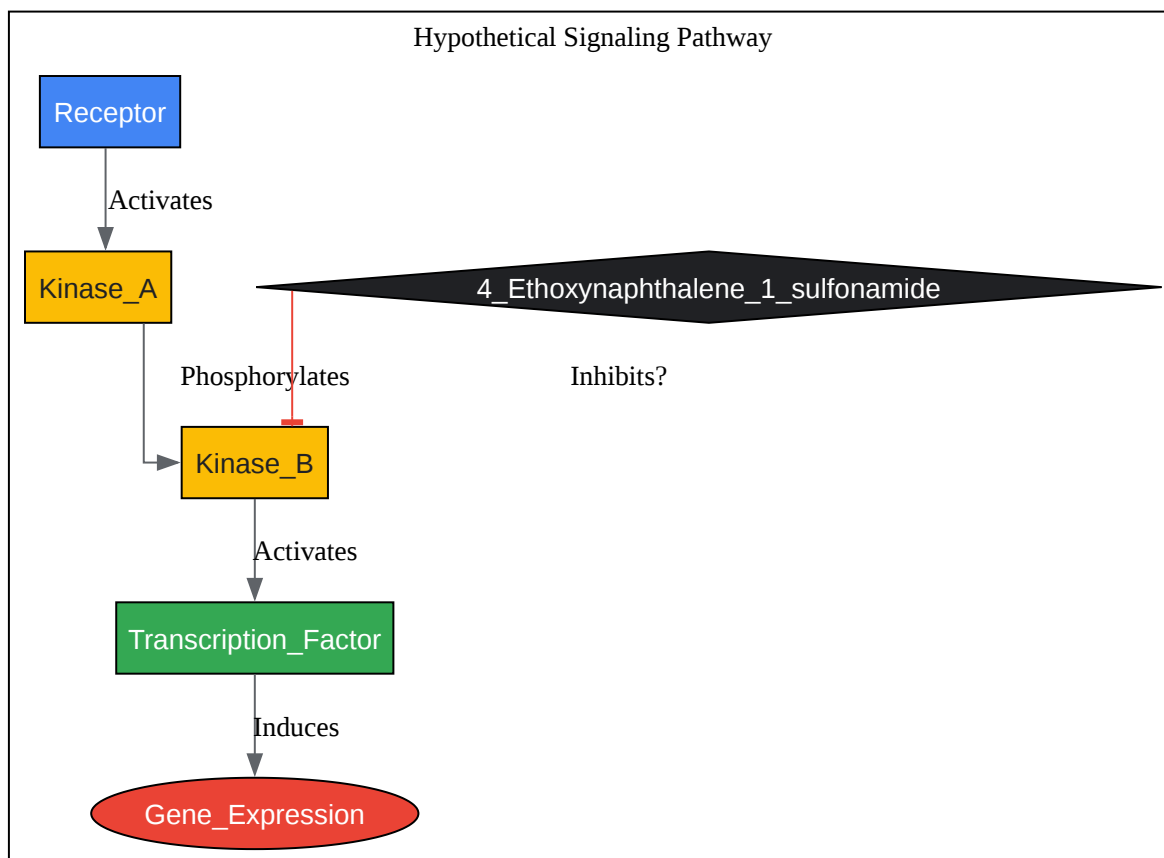 Hypothetical Signaling Pathway
Receptor
Activates
Kinase_A
4_Ethoxynaphthalene_1_sulfonamide
Phosphorylates
Inhibits?
Kinase_B
Activates
Transcription_Factor
Induces
Gene_Expression